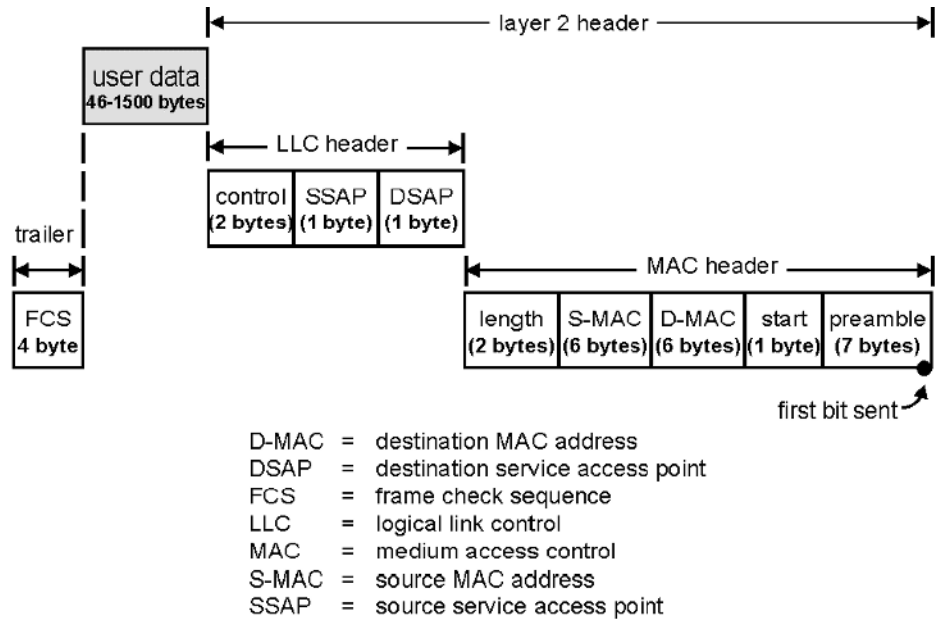 layer 2 header
user data
46-1500 bytes
LLC header
control SSAP DSAP
(2 bytes) (1 byte) (1 byte)
trailer
MAC header
FCS
4 byte
length S-MAC D-MAC start preamble
(2 bytes) (6 bytes) (6 bytes) (1 byte) (7 bytes)
first bit sent
D-MAC = destination MAC address
DSAP = destination service access point
FCS = frame check sequence
LLC = logical link control
MAC = medium access control
S-MAC = source MAC address
SSAP = source service access point